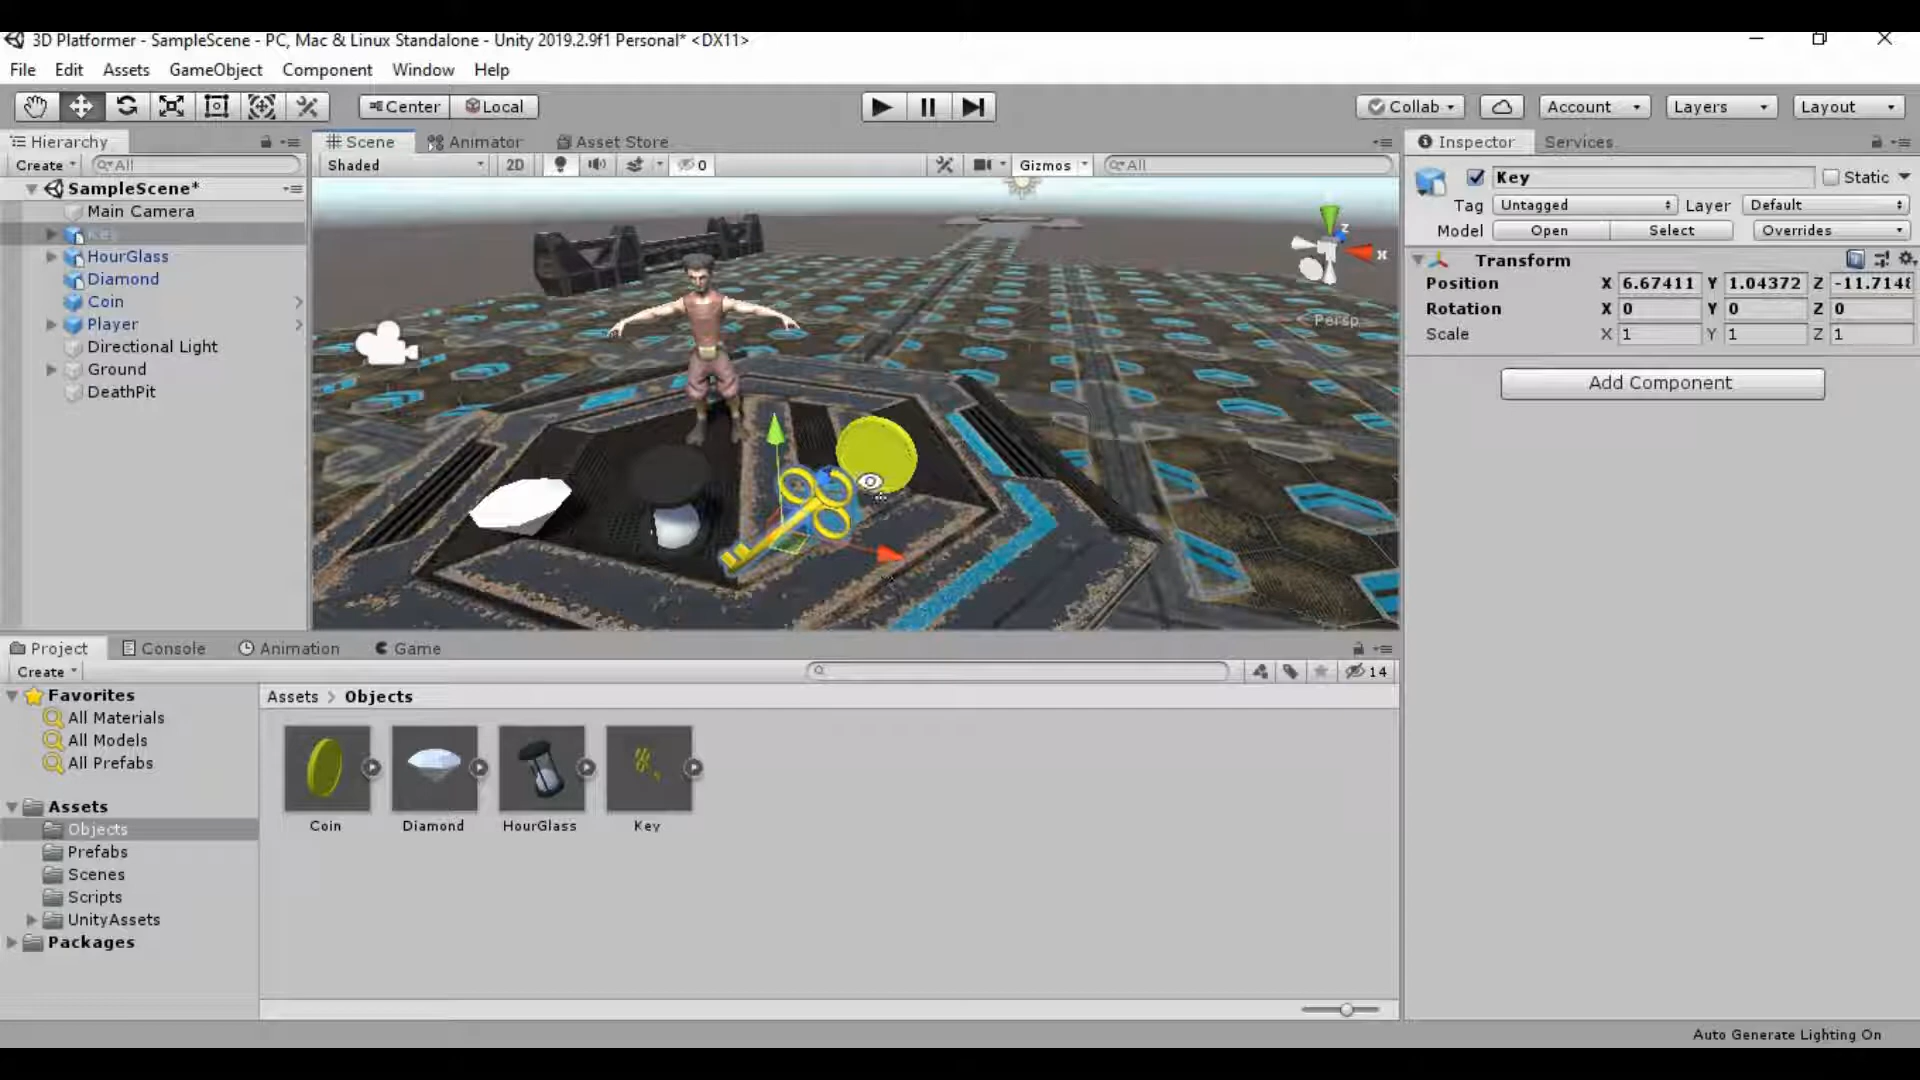 3D Platformer - SampleScene - PC, Mac & Linux Standalone - Unity 2019.2.9f1 Personal* <DX11>
File Edit Assets GameObject Component Window Help
Center Local Collab Account Layers Layout
Hierarchy
Create All
SampleScene*
Main Camera
HourGlass
Diamond
Coin
Player
Directional Light
Ground
DeathPit
Scene Animator Asset Store
Shaded 2D 0 Gizmos All
Z
X
< Persp
Inspector Services
Key Static
Tag Untagged Layer Default
Model Open Select Overrides
Transform
Position X 6.67411 Y 1.04372 Z
Rotation X 0 Y 0 Z 0
Scale X 1 Y 1 Z 1
Add Component
Project Console Animation Game
Create 14
Favorites
All Materials
All Models
All Prefabs
Assets
Objects
Prefabs
Scenes
Scripts
UnityAssets
Packages
Assets > Objects
Coin Diamond HourGlass Key
Auto Generate Lighting On